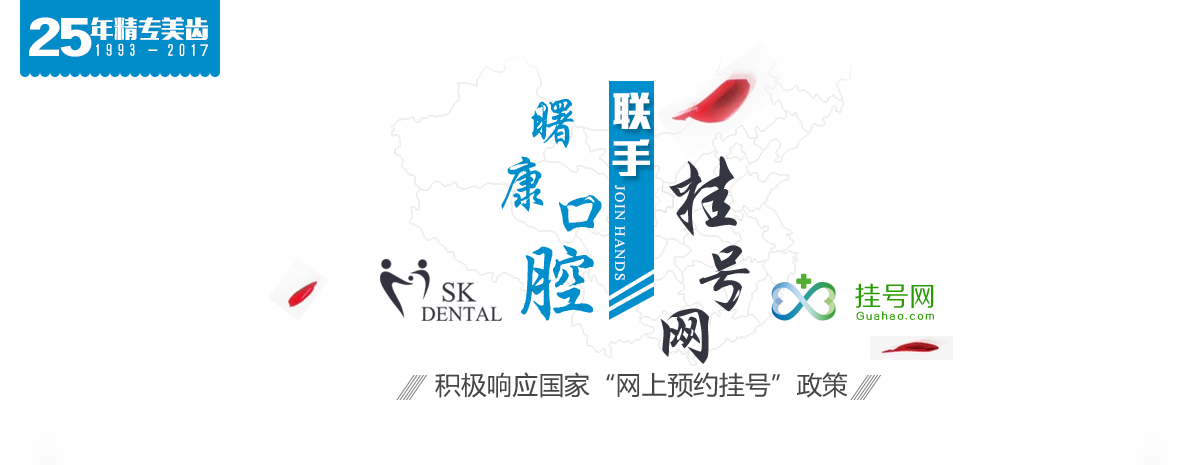 25年精专美齿
1993 - 2017
曙康口腔
联手
JOIN HANDS
挂号网
SK
DENTAL
挂号网
Guahao.com
积极响应国家“网上预约挂号”政策